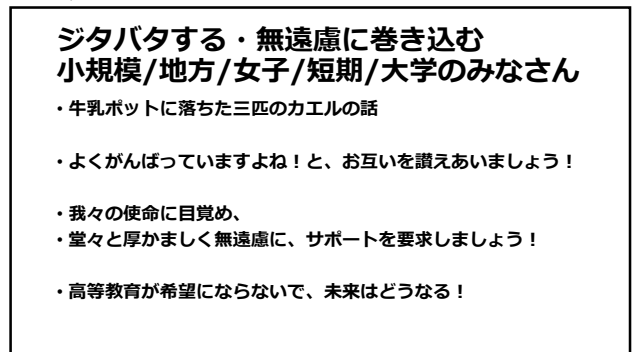 ジタバタする・無遠慮に巻き込む
小規模/地方/女子/短期/大学のみなさん
・牛乳ポットに落ちた三匹のカエルの話
・よくがんばっていますよね！と、お互いを讃えあいましょう！
・我々の使命に目覚め、
・堂々と厚かましく無遠慮に、サポートを要求しましょう！
・高等教育が希望にならないで、未来はどうなる！